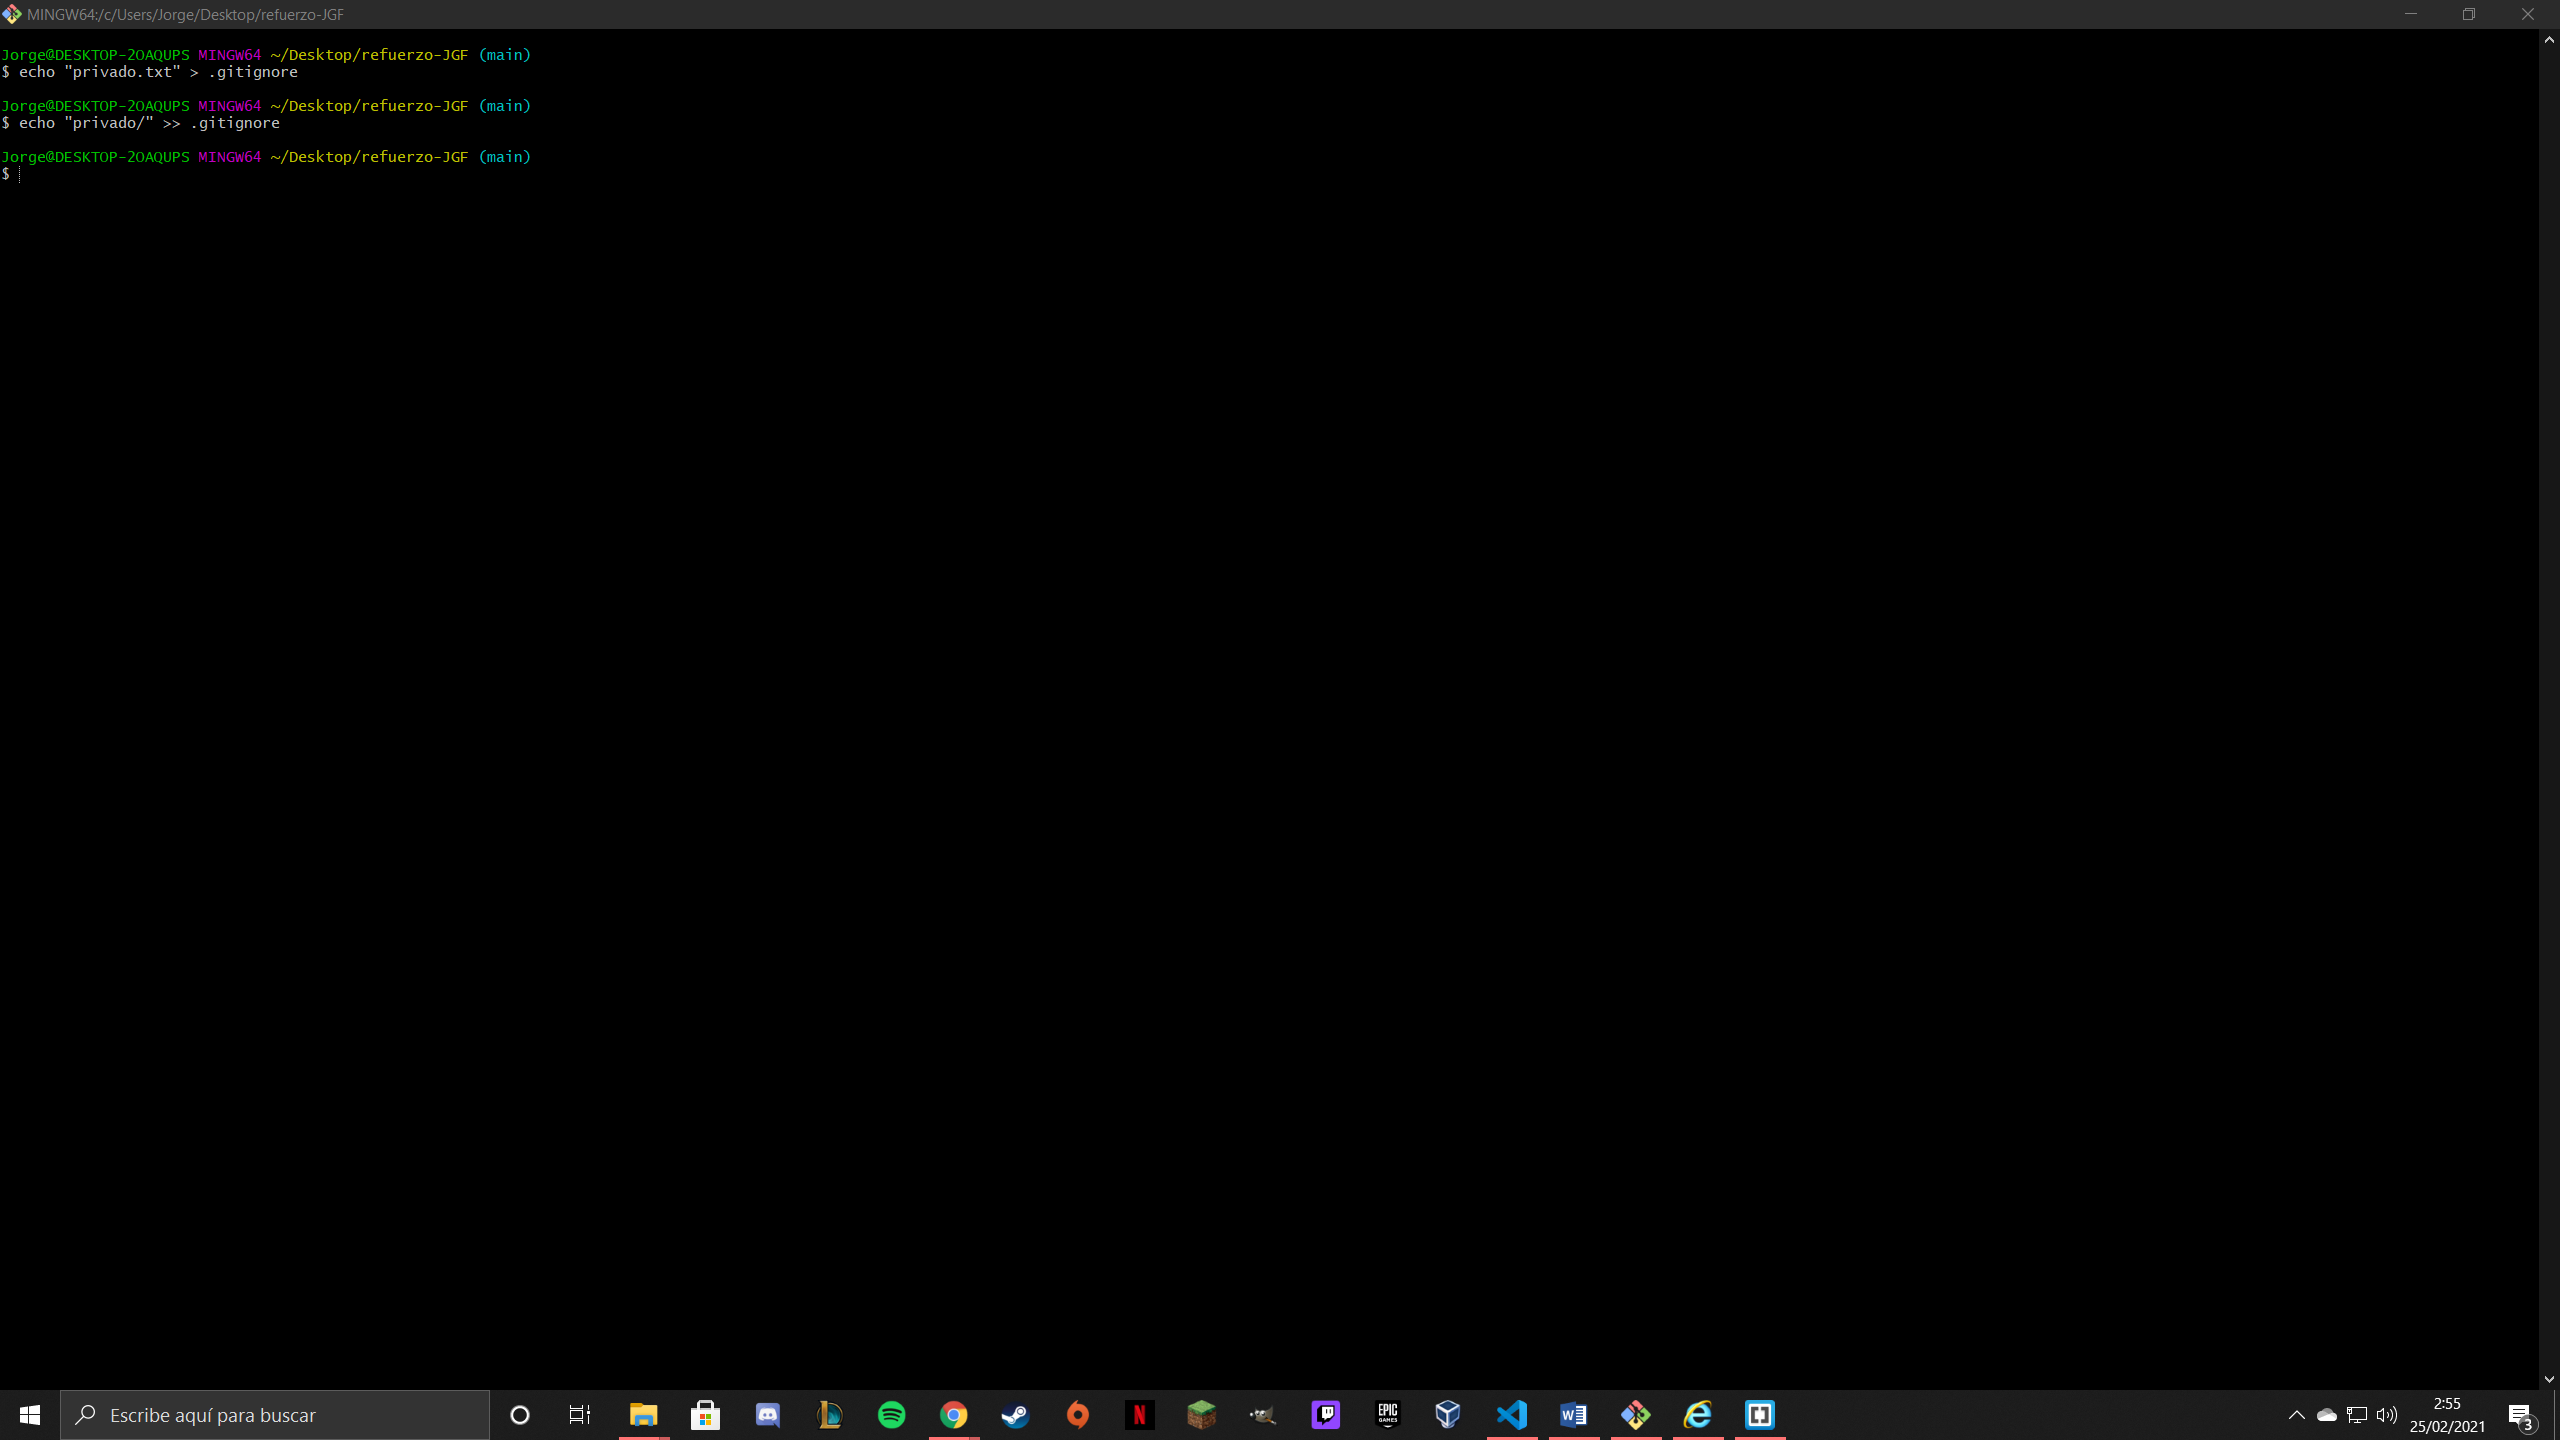 MINGW64:/c/Users/Jorge/Desktop/refuerzo-JGF
Jorge@DESKTOP-2OAQUPS MINGW64 ~/Desktop/refuerzo-JGF (main)
$ echo "privado.txt" > .gitignore
Jorge@DESKTOP-2OAQUPS MINGW64 ~/Desktop/refuerzo-JGF (main)
$ echo "privado/" >> .gitignore
Jorge@DESKTOP-2OAQUPS MINGW64 ~/Desktop/refuerzo-JGF (main)
$
Escribe aquí para buscar
N
EPIC
GAMES
W
2:55
25/02/2021
3